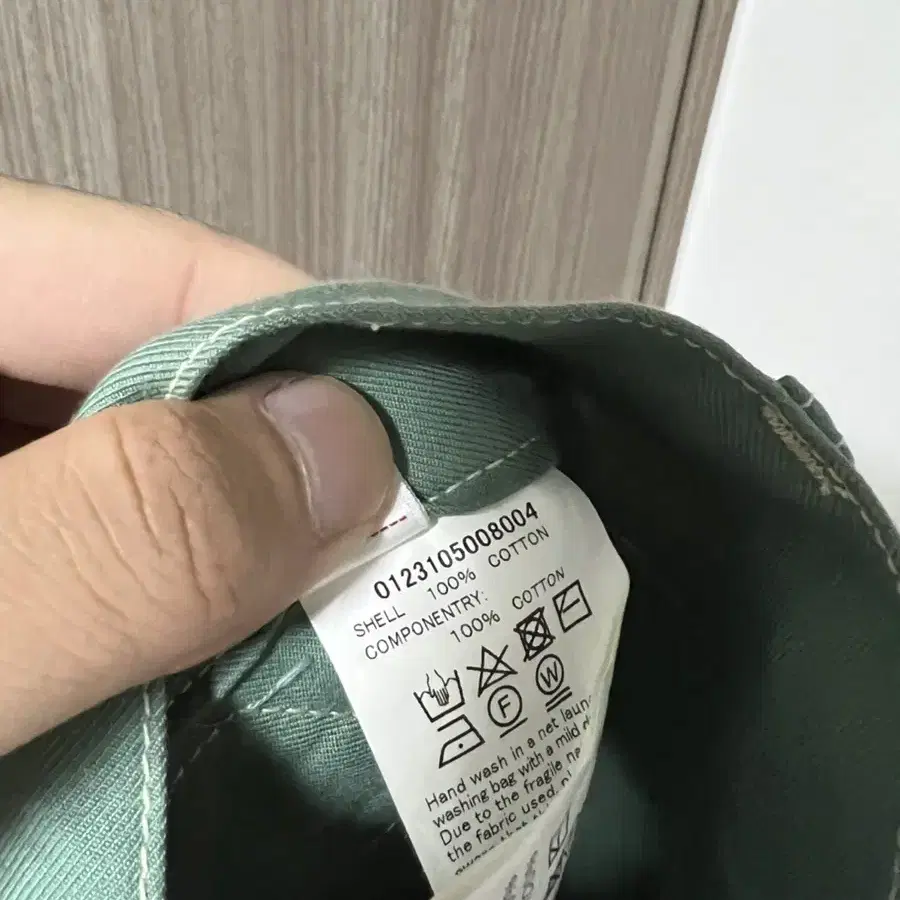 0123105008004
SHELL 100% COTTON
COMPONENTRY:
100% COTTON
F W
Hand wash in a net
washing bag with a mild
Due to the fragile
the fabric used,
that